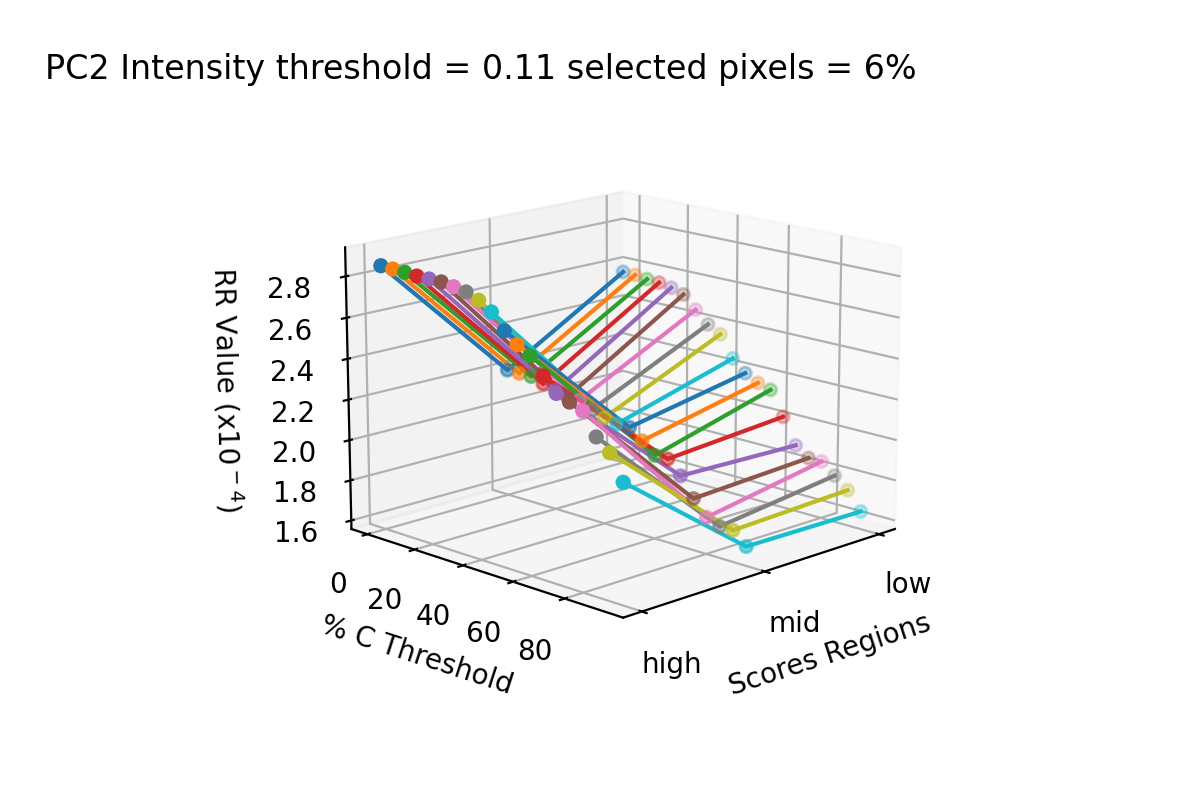 PC2 Intensity threshold = 0.11 selected pixels = 6%
RR Value (x10⁻⁴)
2.8
2.6
2.4
2.2
2.0
1.8
1.6
0
20
40
60
80
% C Threshold
high
mid
low
Scores Regions